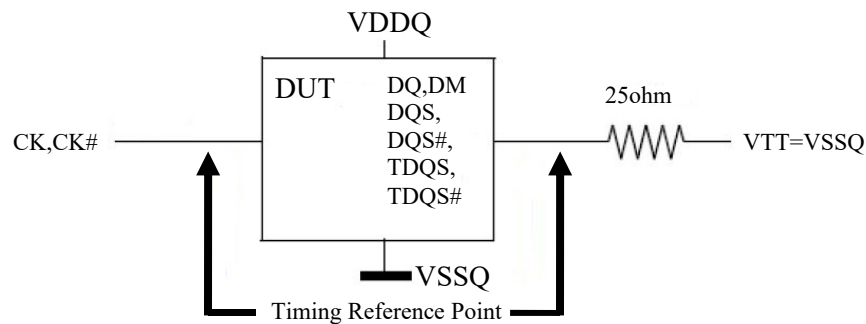 VDDQ
DUT
DQ,DM
DQS,
DQS#,
TDQS,
TDQS#
25ohm
CK,CK#
VTT=VSSQ
VSSQ
Timing Reference Point